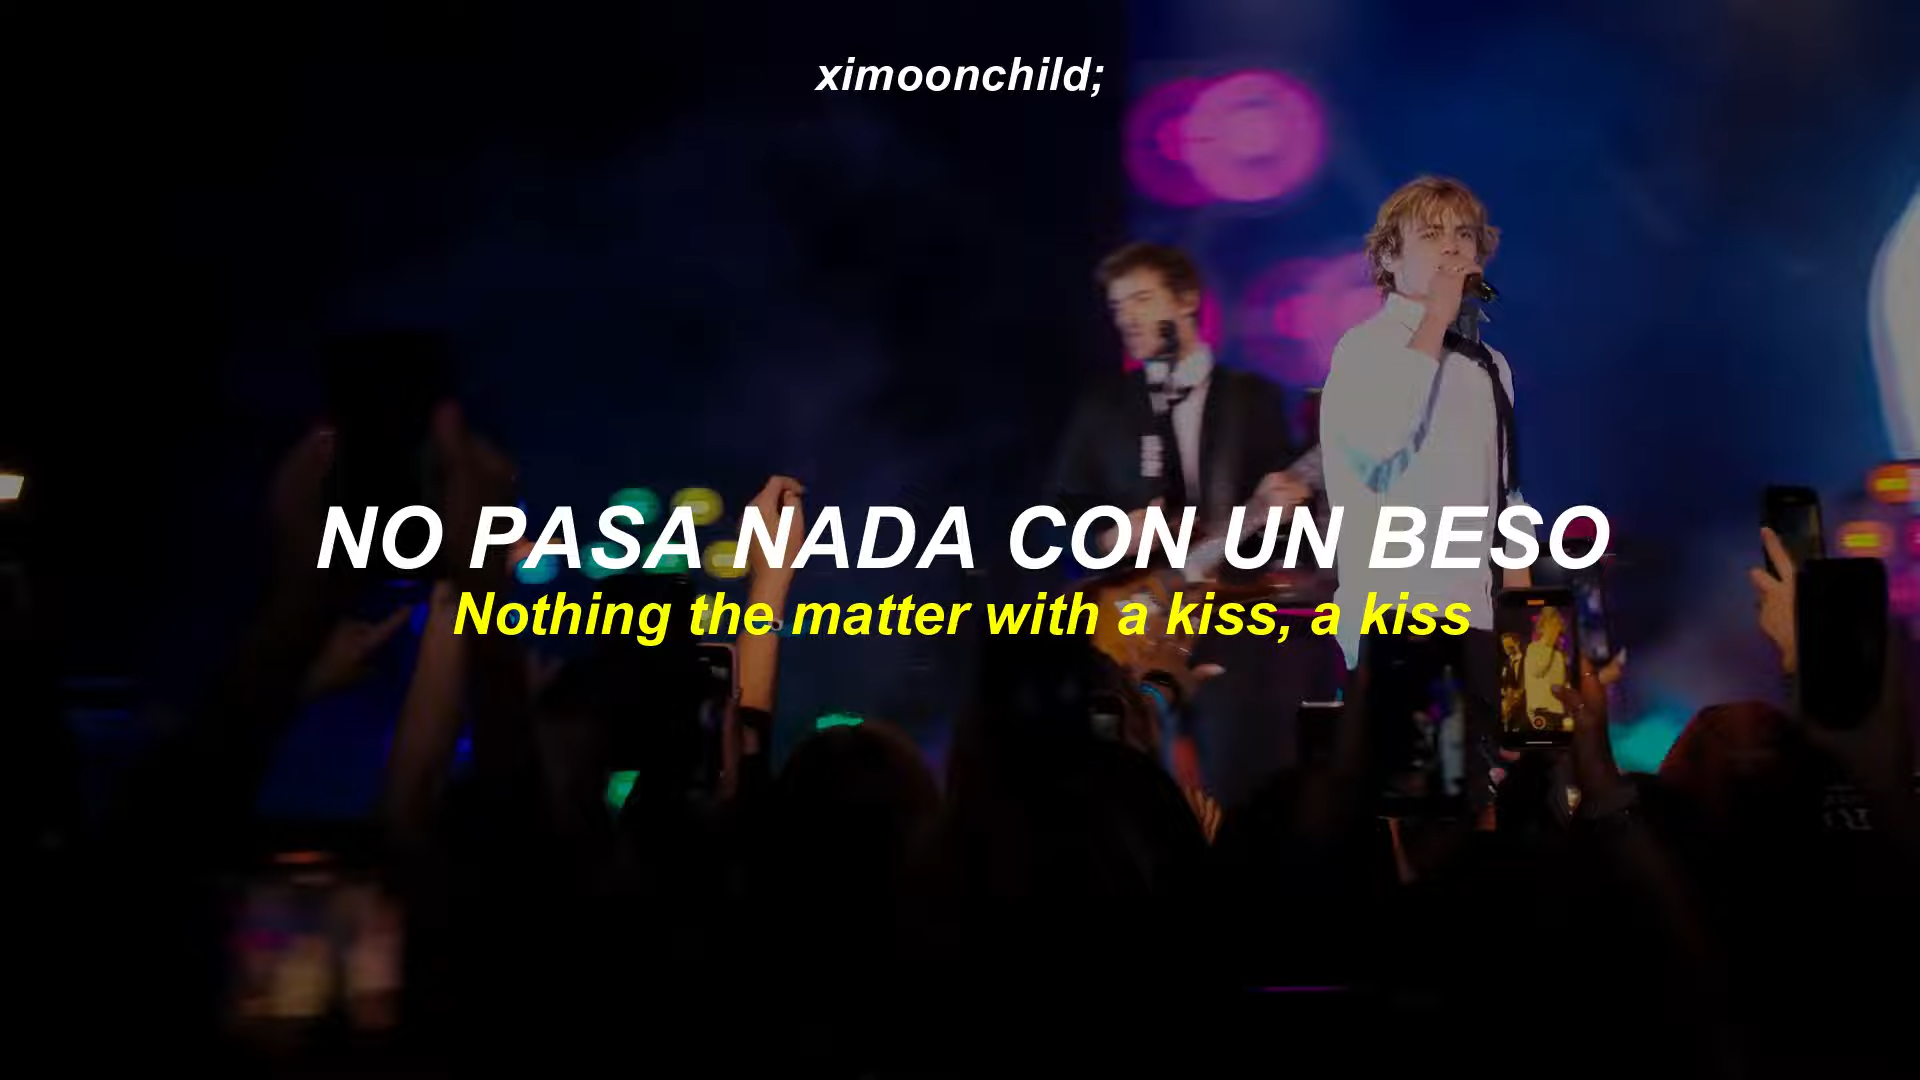 ximoonchild;
NO PASA NADA CON UN BESO
Nothing the matter with a kiss, a kiss